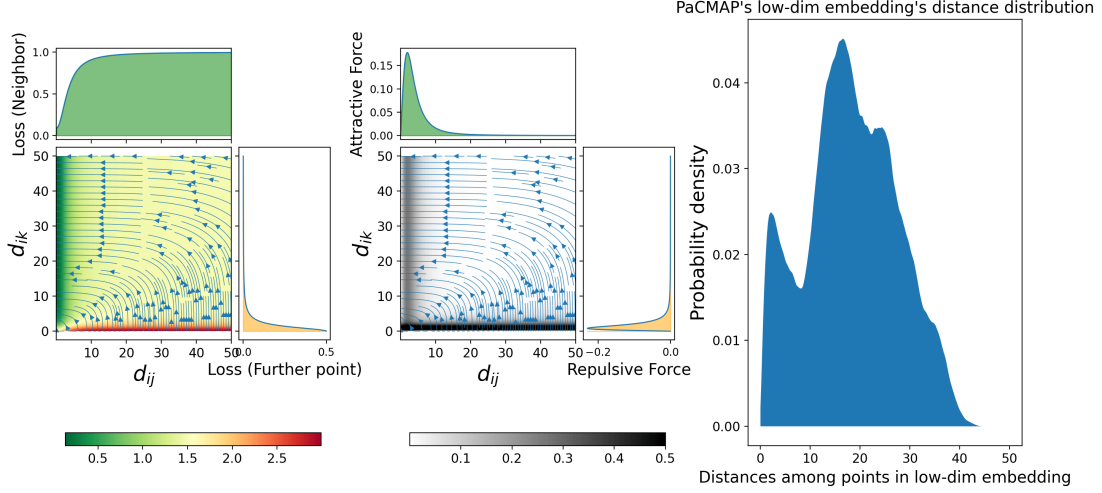 PaCMAP's low-dim embedding's distance distribution
Loss (Neighbor)
1.0
0.5
0.0
d_ik
50
40
30
20
10
0
10 20 30 40 50
d_ij
0.0 0.5
Loss (Further point)
0.5 1.0 1.5 2.0 2.5
Attractive Force
0.15
0.10
0.05
0.00
d_ik
50
40
30
20
10
0
10 20 30 40 50
d_ij
−0.2 0.0
Repulsive Force
0.1 0.2 0.3 0.4 0.5
Probability density
0.04
0.03
0.02
0.01
0.00
0 10 20 30 40 50
Distances among points in low-dim embedding